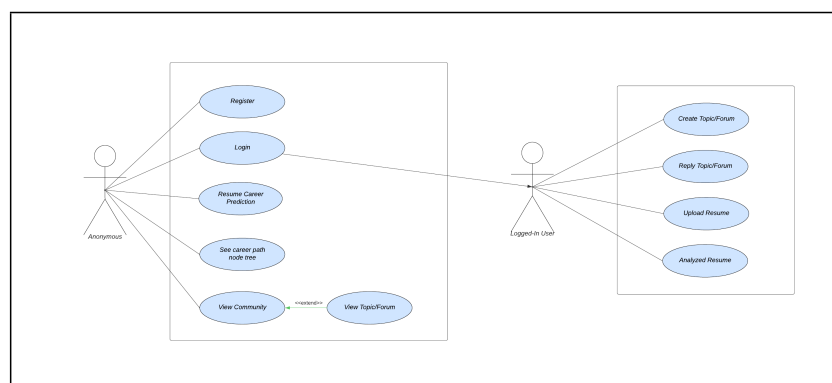 Register
Login
Resume Career
Prediction
See career path
node tree
View Community
<<extend>>
View Topic/Forum
Anonymous
Logged-In User
Create Topic/Forum
Reply Topic/Forum
Upload Resume
Analyzed Resume